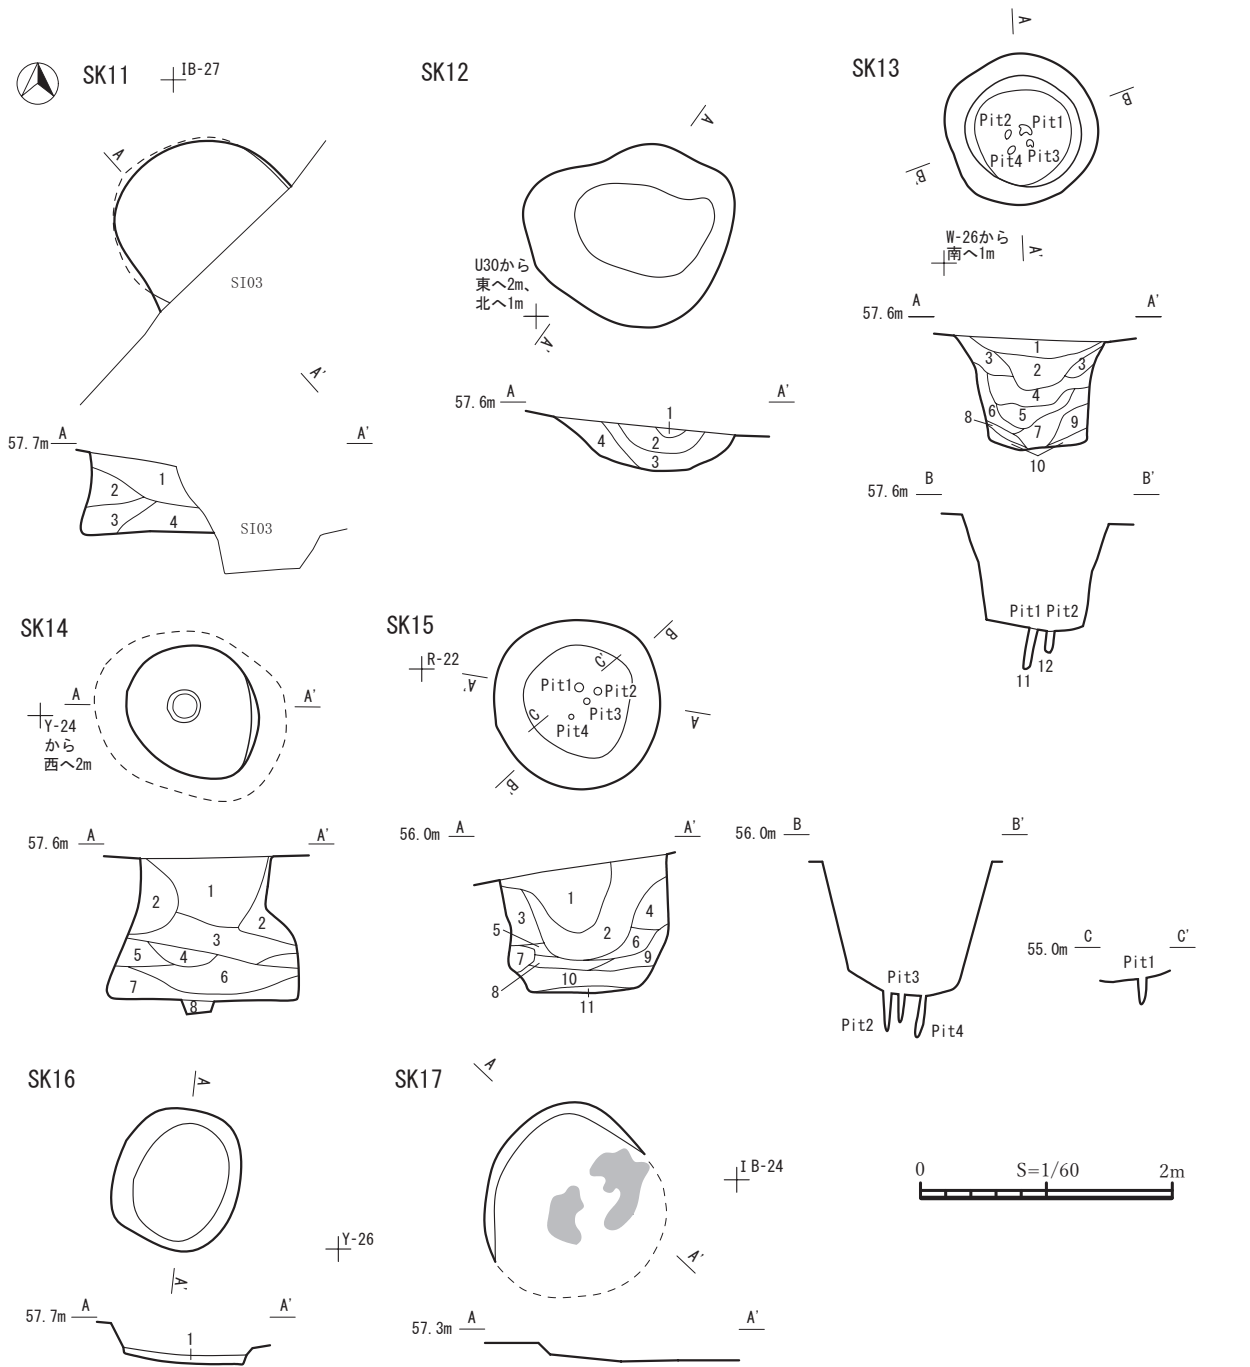 SK11
IB-27
A
SI03
A'
57.7m A A'
1
2
3
4
SI03
SK12
A
U30から
東へ2m、
北へ1m
A'
57.6m A A'
1
2
3
4
SK13
A
B
Pit2 Pit1
Pit4 Pit3
B'
W-26から
南へ1m
A'
57.6m A A'
1
3 2 3
4
6 5
8 7 9
10
57.6m B B'
Pit1 Pit2
12
11
SK14
A A'
Y-24
から
西へ2m
57.6m A A'
1
2 2
3
5 4
7 6
8
SK15
R-22
B
C'
A'
Pit1 Pit2
Pit3
C
Pit4
A
B'
56.0m A A'
1
3 4
5 2 6
7 9
8 10
11
56.0m B B'
Pit3
Pit2 Pit4
55.0m C C'
Pit1
SK16
A
Y-26
A'
57.7m A A'
1
SK17
A
IB-24
A'
57.3m A A'
0 S=1/60 2m